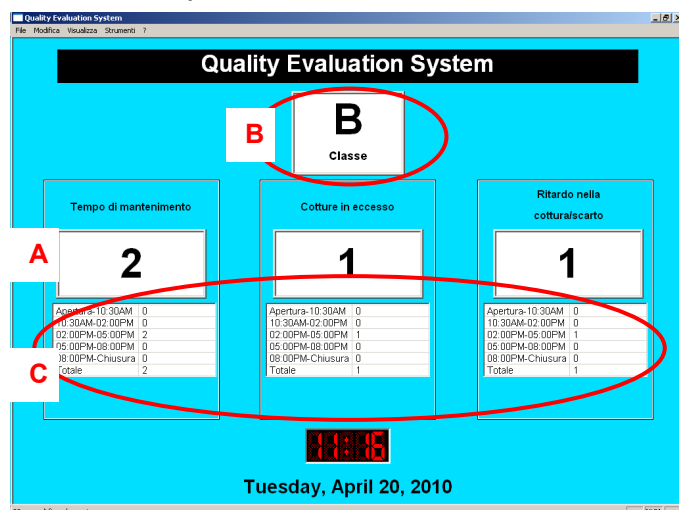 Quality Evaluation System
File Modifica Visualizza Strumenti ?
Quality Evaluation System
B
B
Classe
Tempo di mantenimento
Cotture in eccesso
Ritardo nella
cottura/scarto
A
2
1
1
Apertura-10:30AM 0
10:30AM-02:00PM 0
02:00PM-05:00PM 2
05:00PM-08:00PM 0
08:00PM-Chiusura 0
Totale 2
Apertura-10:30AM 0
10:30AM-02:00PM 0
02:00PM-05:00PM 1
05:00PM-08:00PM 0
08:00PM-Chiusura 0
Totale 1
Apertura-10:30AM 0
10:30AM-02:00PM 0
02:00PM-05:00PM 1
05:00PM-08:00PM 0
08:00PM-Chiusura 0
Totale 1
C
11:16
Tuesday, April 20, 2010